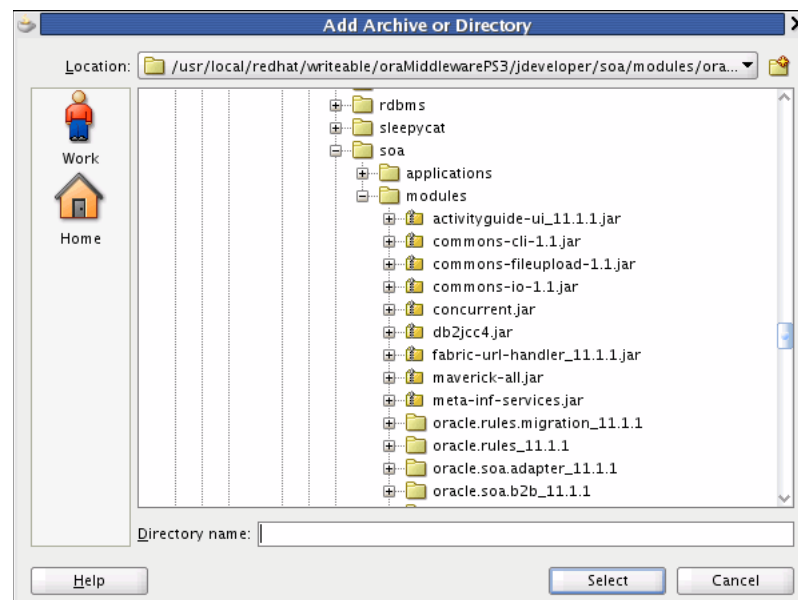 Add Archive or Directory
Location: /usr/local/redhat/writeable/oraMiddlewarePS3/jdeveloper/soa/modules/ora...
Work
Home
rdbms
sleepycat
soa
applications
modules
activityguide-ui_11.1.1.jar
commons-cli-1.1.jar
commons-fileupload-1.1.jar
commons-io-1.1.jar
concurrent.jar
db2jcc4.jar
fabric-url-handler_11.1.1.jar
maverick-all.jar
meta-inf-services.jar
oracle.rules.migration_11.1.1
oracle.rules_11.1.1
oracle.soa.adapter_11.1.1
oracle.soa.b2b_11.1.1
Directory name:
Help Select Cancel